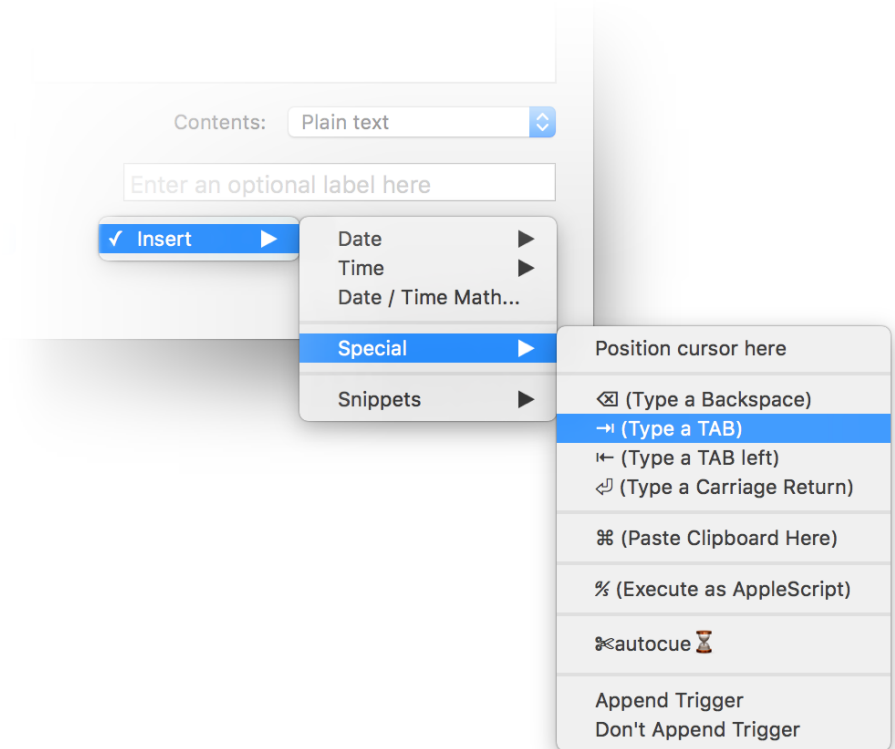 Contents: Plain text
Enter an optional label here
✓ Insert ▶
Date ▶
Time ▶
Date / Time Math...
Special ▶
Snippets ▶
Position cursor here
⌫ (Type a Backspace)
⇥ (Type a TAB)
⇤ (Type a TAB left)
⏎ (Type a Carriage Return)
⌘ (Paste Clipboard Here)
% (Execute as AppleScript)
✄autocue⏳
Append Trigger
Don't Append Trigger